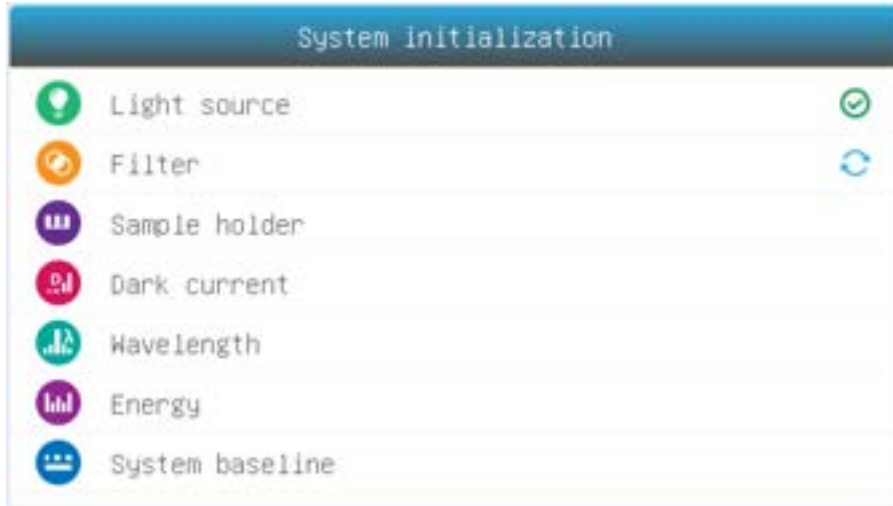 System initialization
Light source
Filter
Sample holder
Dark current
Wavelength
Energy
System baseline